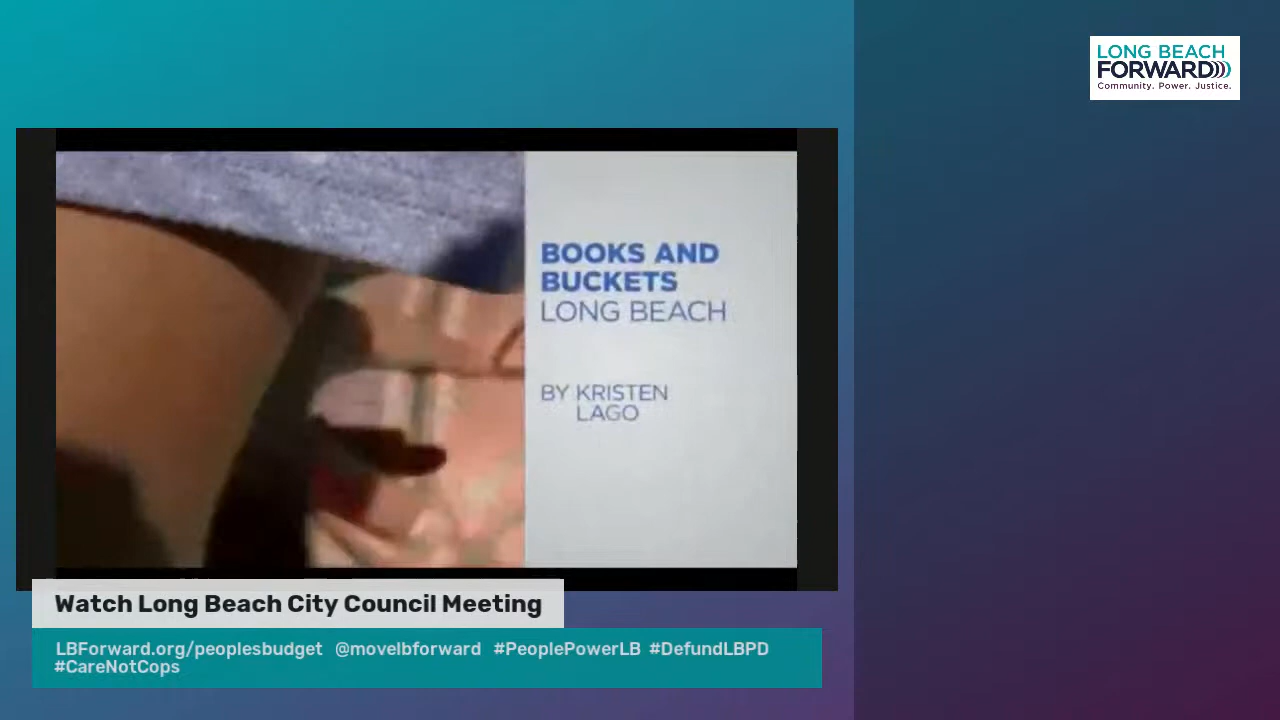 LONG BEACH
FORWARD
Community. Power. Justice.
BOOKS AND
BUCKETS
LONG BEACH
BY KRISTEN
LAGO
Watch Long Beach City Council Meeting
LBForward.org/peoplesbudget @movelbforward #PeoplePowerLB #DefundLBPD
#CareNotCops